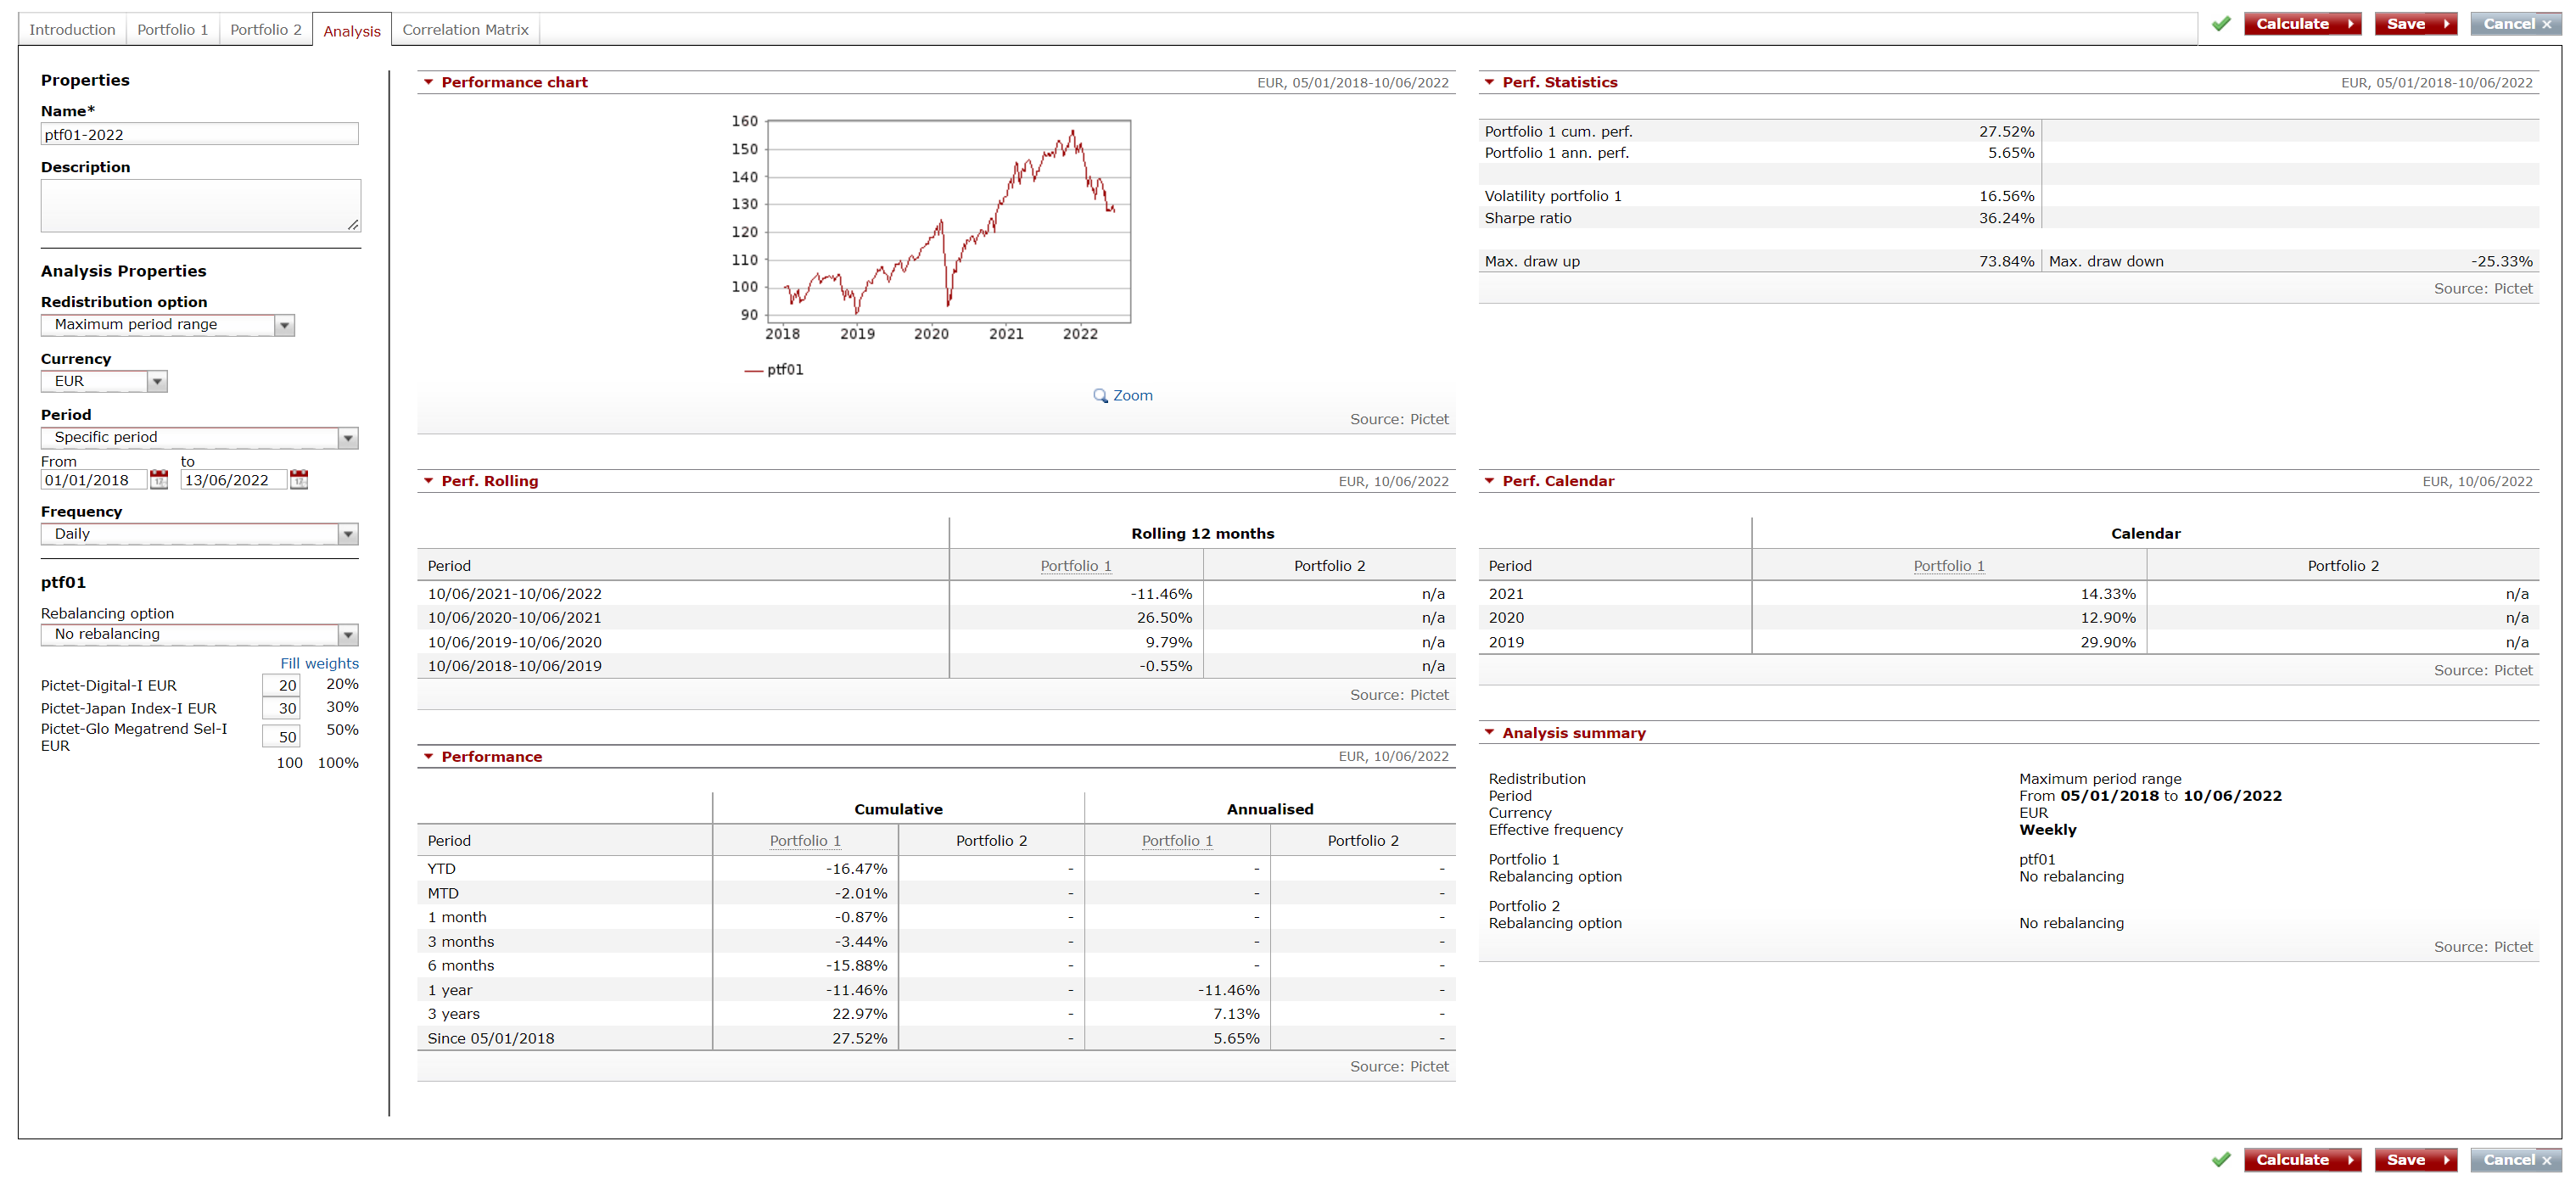 Introduction Portfolio 1 Portfolio 2 Analysis Correlation Matrix Calculate Save Cancel ×
Properties
Name*
ptf01-2022
Description
Analysis Properties
Redistribution option
Maximum period range
Currency
EUR
Period
Specific period
From to
01/01/2018 13/06/2022
Frequency
Daily
ptf01
Rebalancing option
No rebalancing
Fill weights
Pictet-Digital-I EUR 20 20%
Pictet-Japan Index-I EUR 30 30%
Pictet-Glo Megatrend Sel-I
EUR 50 50%
100 100%
Performance chart EUR, 05/01/2018-10/06/2022
160
150
140
130
120
110
100
90
2018 2019 2020 2021 2022
ptf01
Zoom
Source: Pictet
Perf. Statistics EUR, 05/01/2018-10/06/2022
Portfolio 1 cum. perf. 27.52%
Portfolio 1 ann. perf. 5.65%
Volatility portfolio 1 16.56%
Sharpe ratio 36.24%
Max. draw up 73.84% Max. draw down -25.33%
Source: Pictet
Perf. Rolling EUR, 10/06/2022
Rolling 12 months
Period Portfolio 1 Portfolio 2
10/06/2021-10/06/2022 -11.46% n/a
10/06/2020-10/06/2021 26.50% n/a
10/06/2019-10/06/2020 9.79% n/a
10/06/2018-10/06/2019 -0.55% n/a
Source: Pictet
Perf. Calendar EUR, 10/06/2022
Calendar
Period Portfolio 1 Portfolio 2
2021 14.33% n/a
2020 12.90% n/a
2019 29.90% n/a
Source: Pictet
Performance EUR, 10/06/2022
Cumulative Annualised
Period Portfolio 1 Portfolio 2 Portfolio 1 Portfolio 2
YTD -16.47% - - -
MTD -2.01% - - -
1 month -0.87% - - -
3 months -3.44% - - -
6 months -15.88% - - -
1 year -11.46% - -11.46% -
3 years 22.97% - 7.13% -
Since 05/01/2018 27.52% - 5.65% -
Source: Pictet
Analysis summary
Redistribution Maximum period range
Period From 05/01/2018 to 10/06/2022
Currency EUR
Effective frequency Weekly
Portfolio 1 ptf01
Rebalancing option No rebalancing
Portfolio 2
Rebalancing option No rebalancing
Source: Pictet
Calculate Save Cancel ×